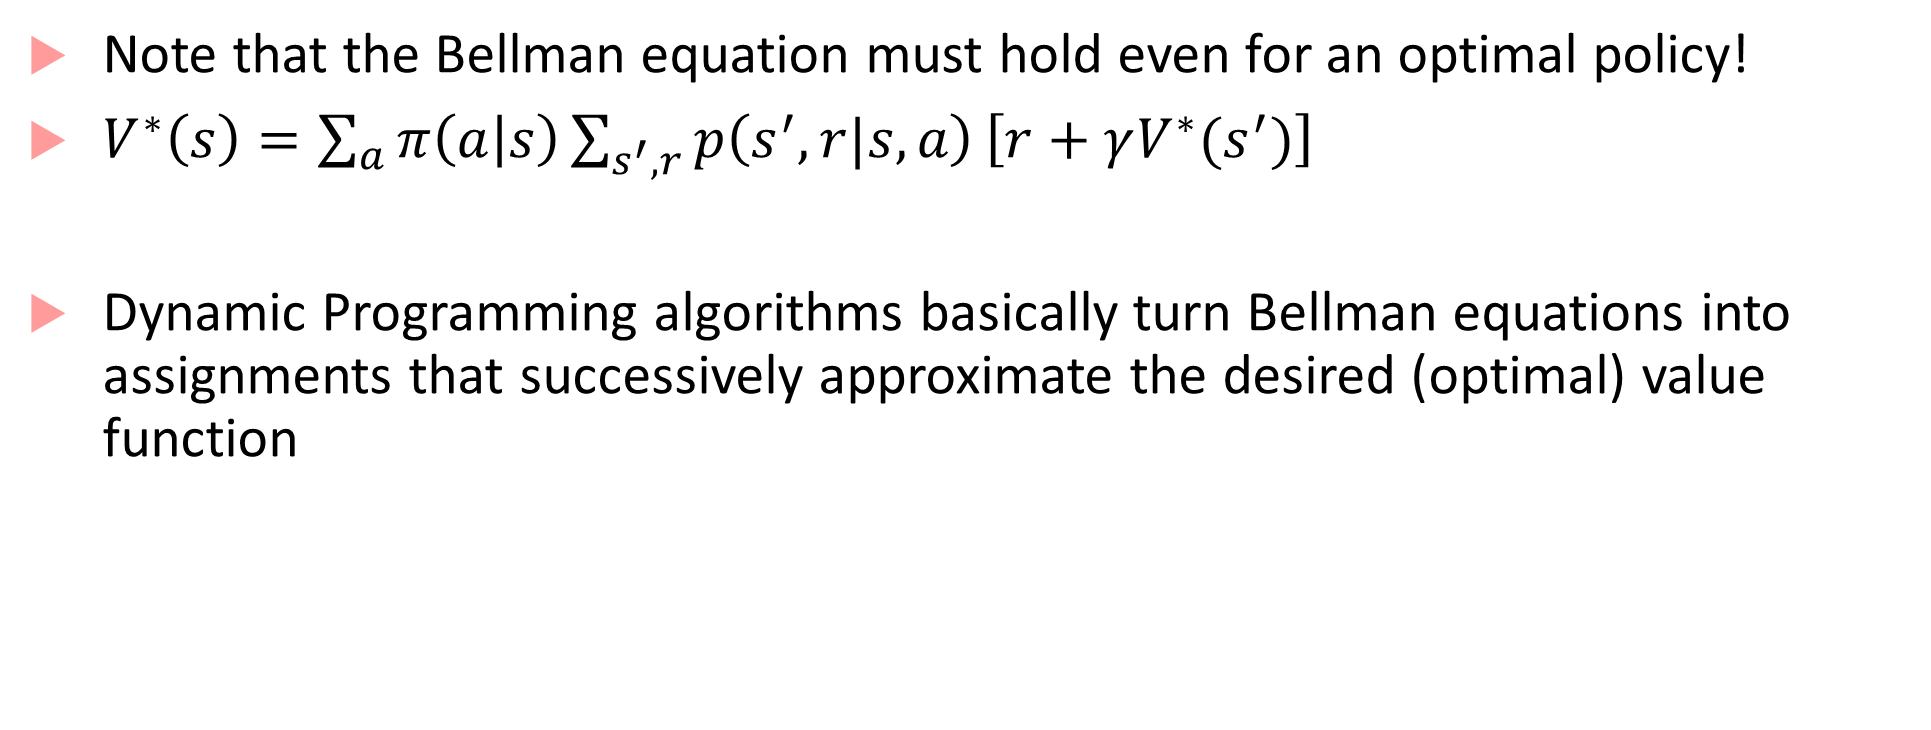 Note that the Bellman equation must hold even for an optimal policy!
V*(s) = ∑ₐ π(a|s) ∑ₛ′,ᵣ p(s′, r|s, a) [r + γV*(s′)]
Dynamic Programming algorithms basically turn Bellman equations into
assignments that successively approximate the desired (optimal) value
function